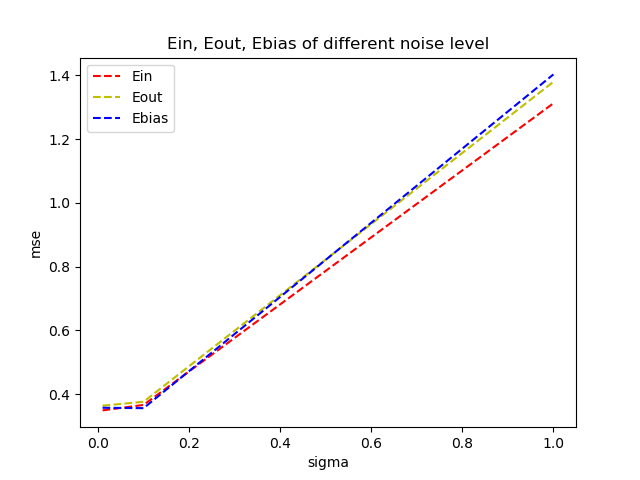 Ein, Eout, Ebias of different noise level
Ein
Eout
Ebias
mse
1.4
1.2
1.0
0.8
0.6
0.4
0.0 0.2 0.4 0.6 0.8 1.0
sigma